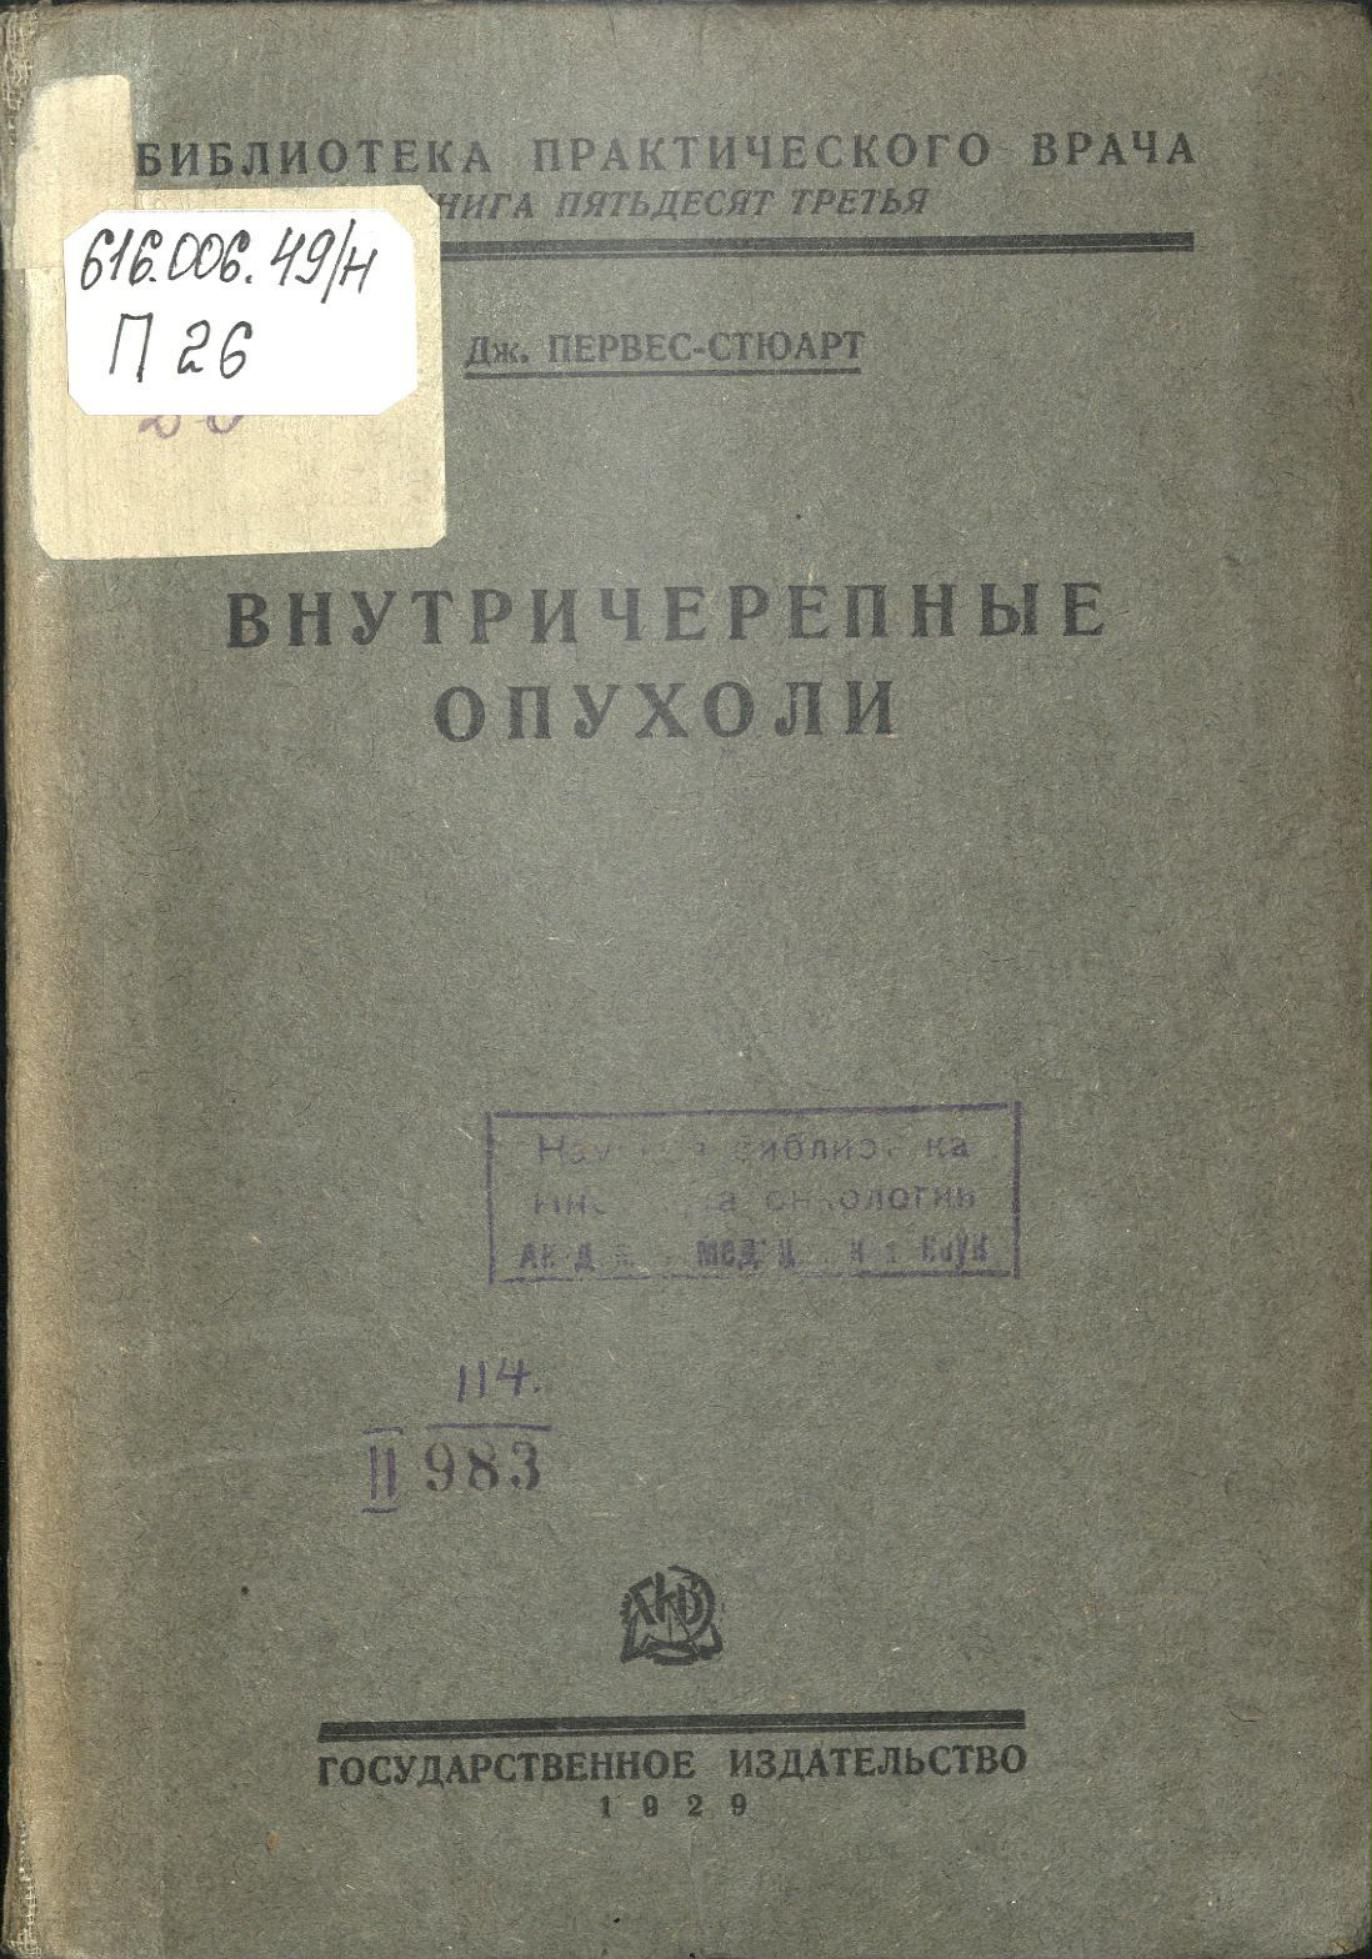 БИБЛИОТЕКА ПРАКТИЧЕСКОГО ВРАЧА
НИГА ПЯТЬДЕСЯТ ТРЕТЬЯ
616.006.49/Н
П 26
Дж. ПЕРВЕС-СТЮАРТ
ВНУТРИЧЕРЕПНЫЕ
ОПУХОЛИ
114.
II 983
ГОСУДАРСТВЕННОЕ ИЗДАТЕЛЬСТВО
1929